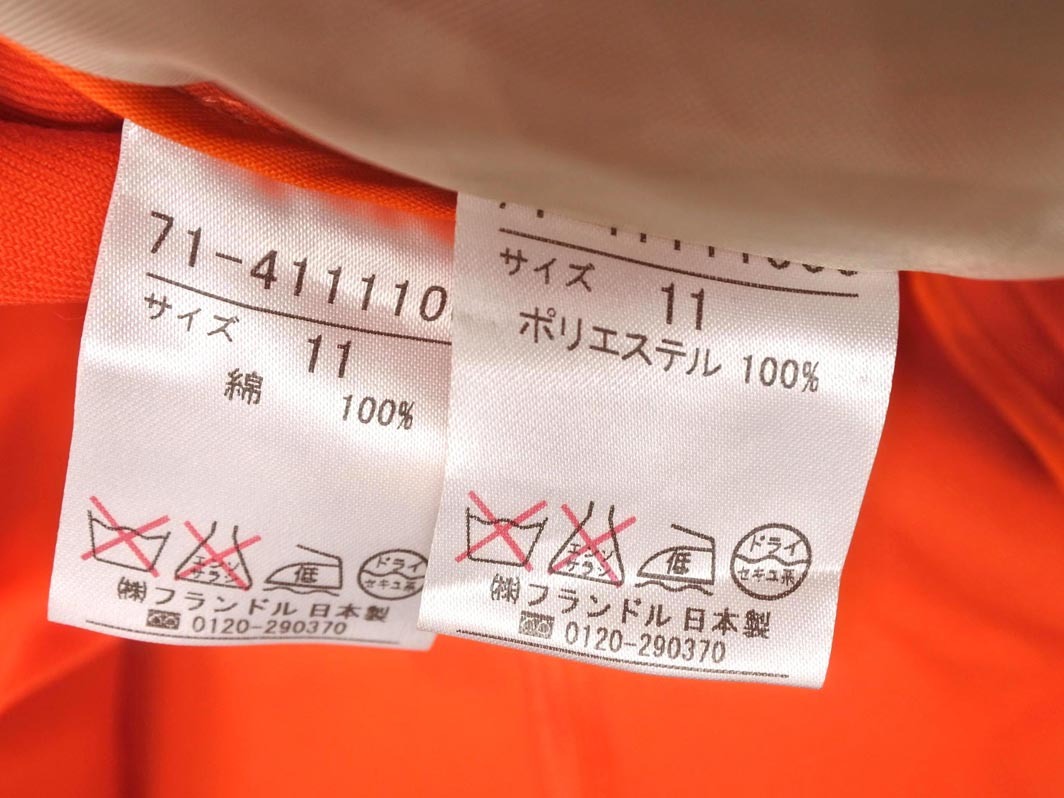 71-4111110
サイズ 11
綿 100%
エンソ
サラシ
低
ドライ
セキユ系
㈱フランドル 日本製
0120-290370
サイズ 11
ポリエステル 100%
エンソ
サラシ
低
ドライ
セキユ系
㈱フランドル 日本製
0120-290370